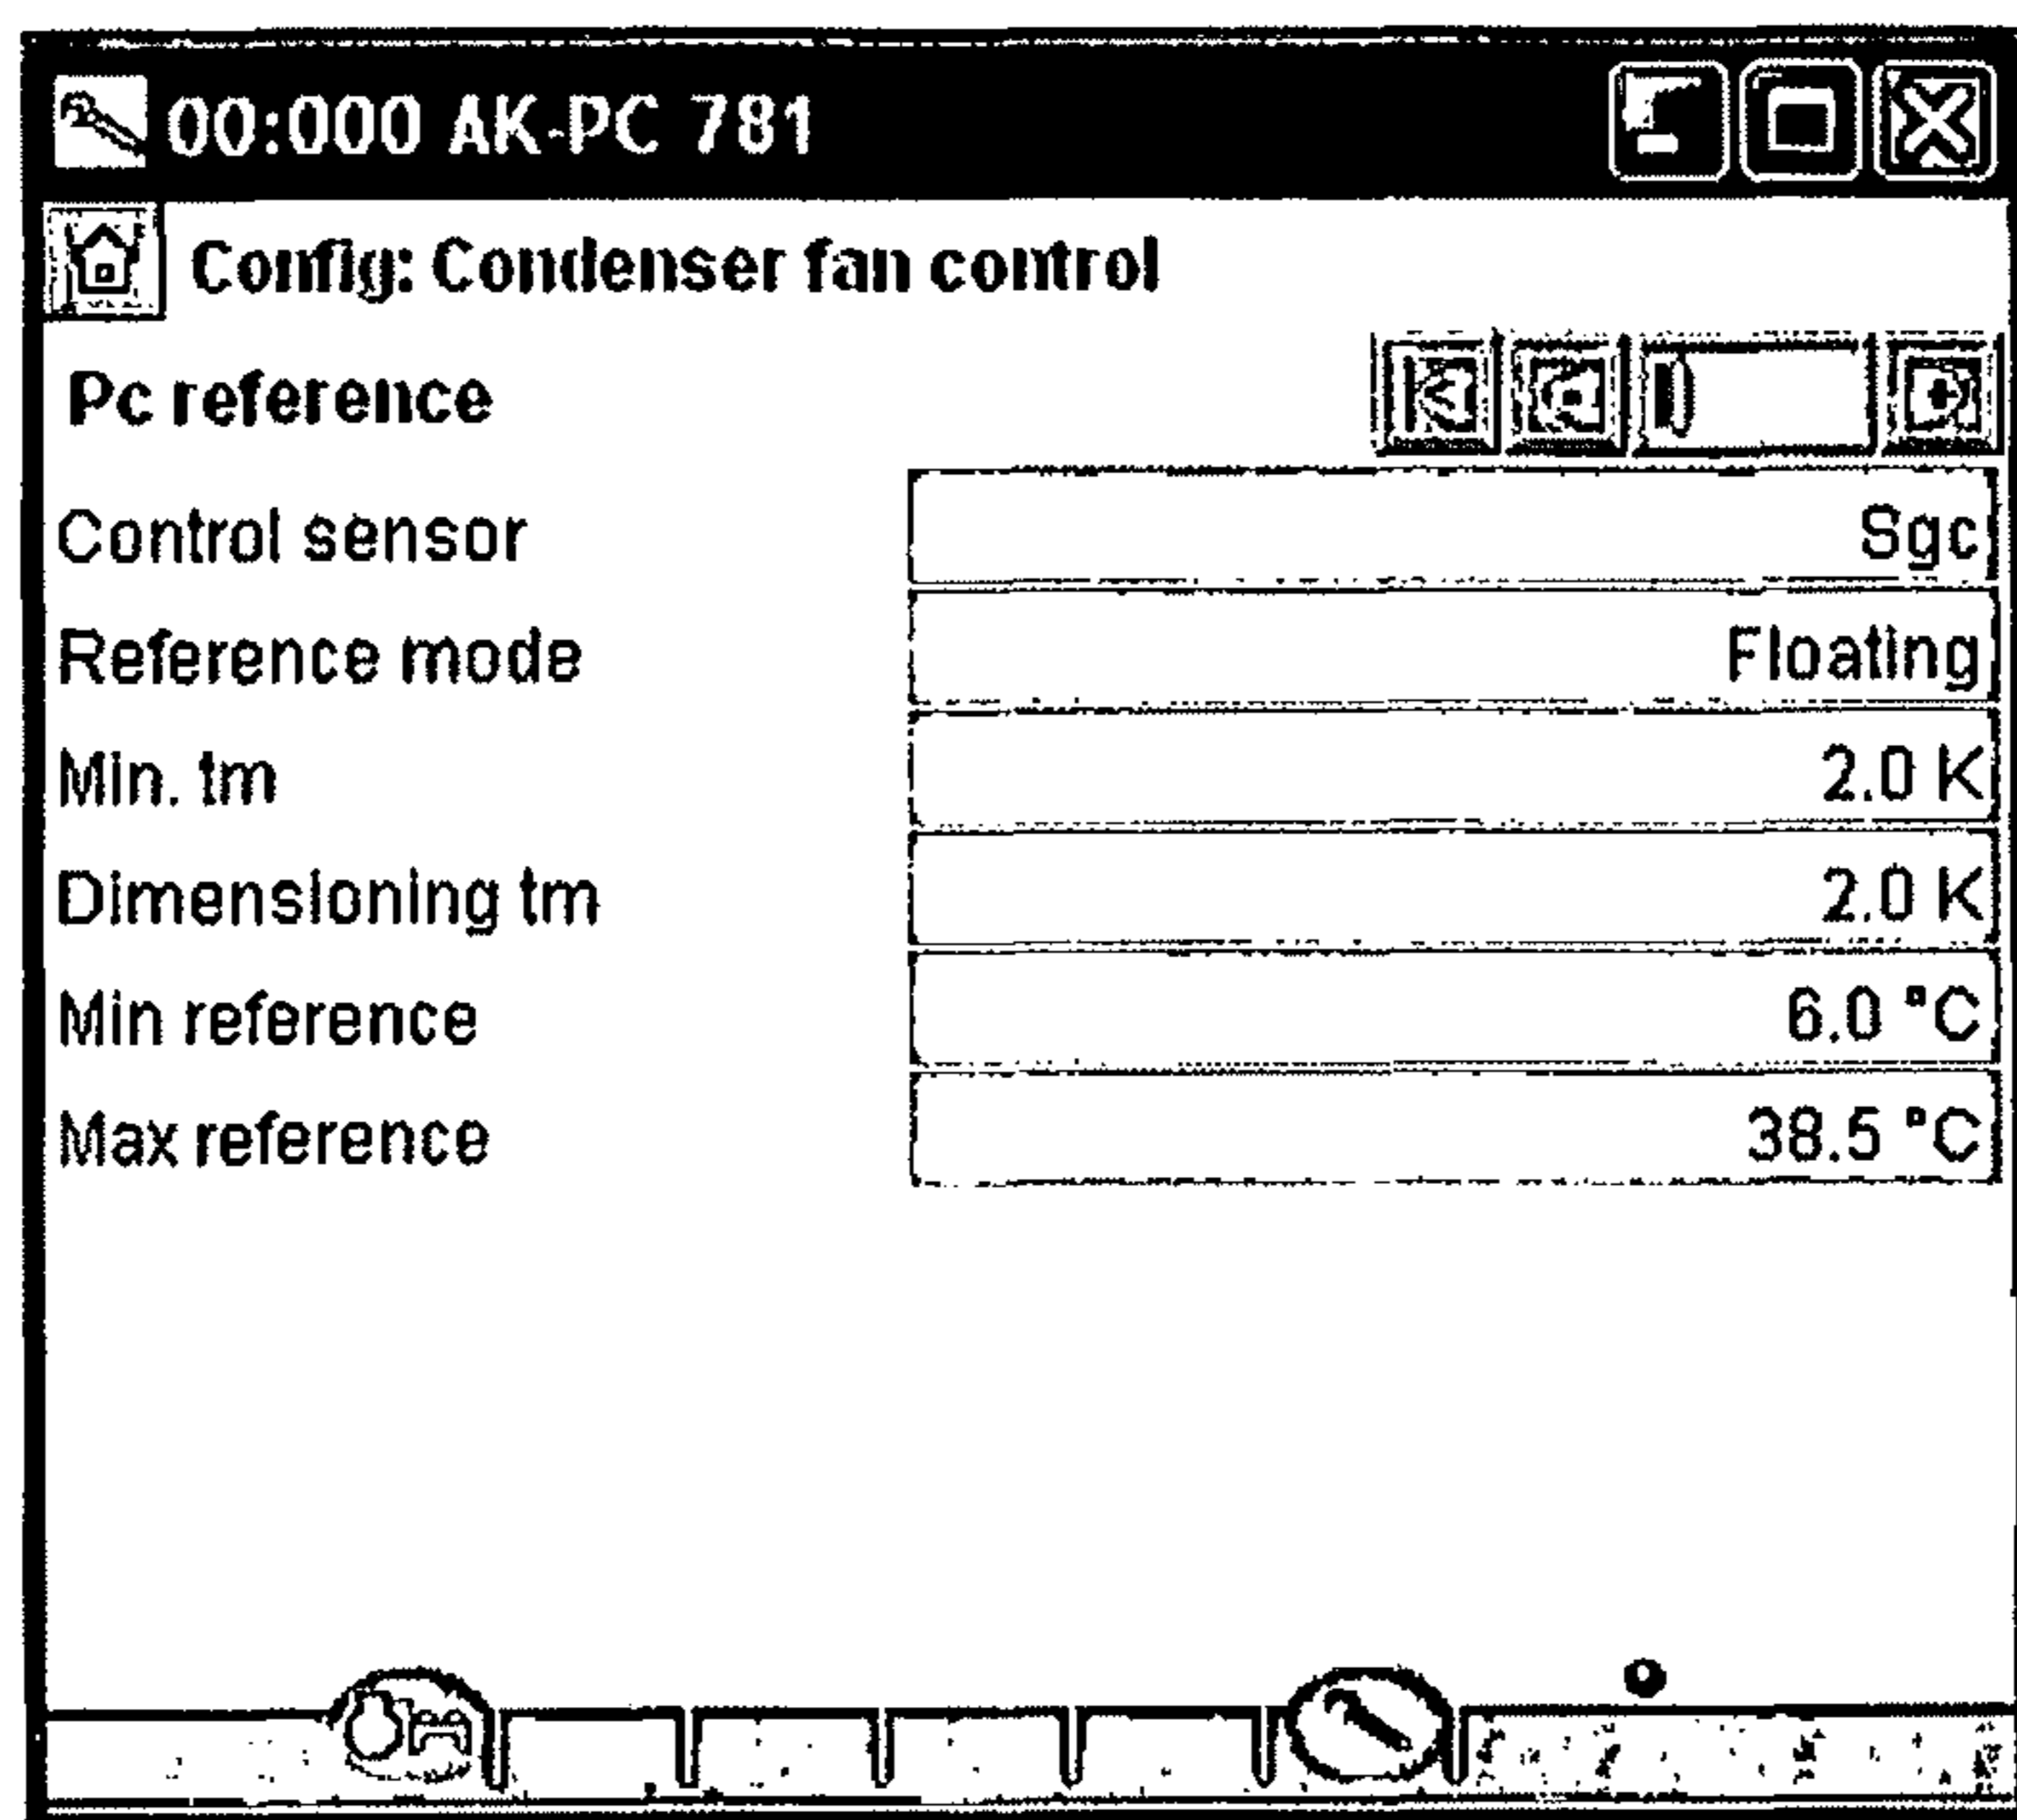 00:000 AK-PC 781
Config: Condenser fan control
Pc reference
Control sensor Sgc
Reference mode Floating
Min. tm 2.0 K
Dimensioning tm 2.0 K
Min reference 6.0 °C
Max reference 38.5 °C